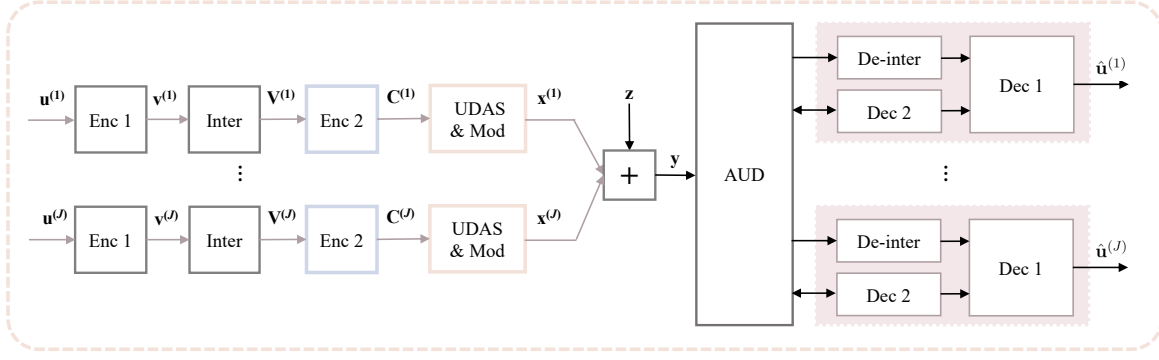 u(1)
Enc 1
v(1)
Inter
V(1)
Enc 2
C(1)
UDAS
& Mod
x(1)
⋮
u(J)
Enc 1
v(J)
Inter
V(J)
Enc 2
C(J)
UDAS
& Mod
x(J)
z
+
y
AUD
De-inter
Dec 2
Dec 1
û(1)
⋮
De-inter
Dec 2
Dec 1
û(J)